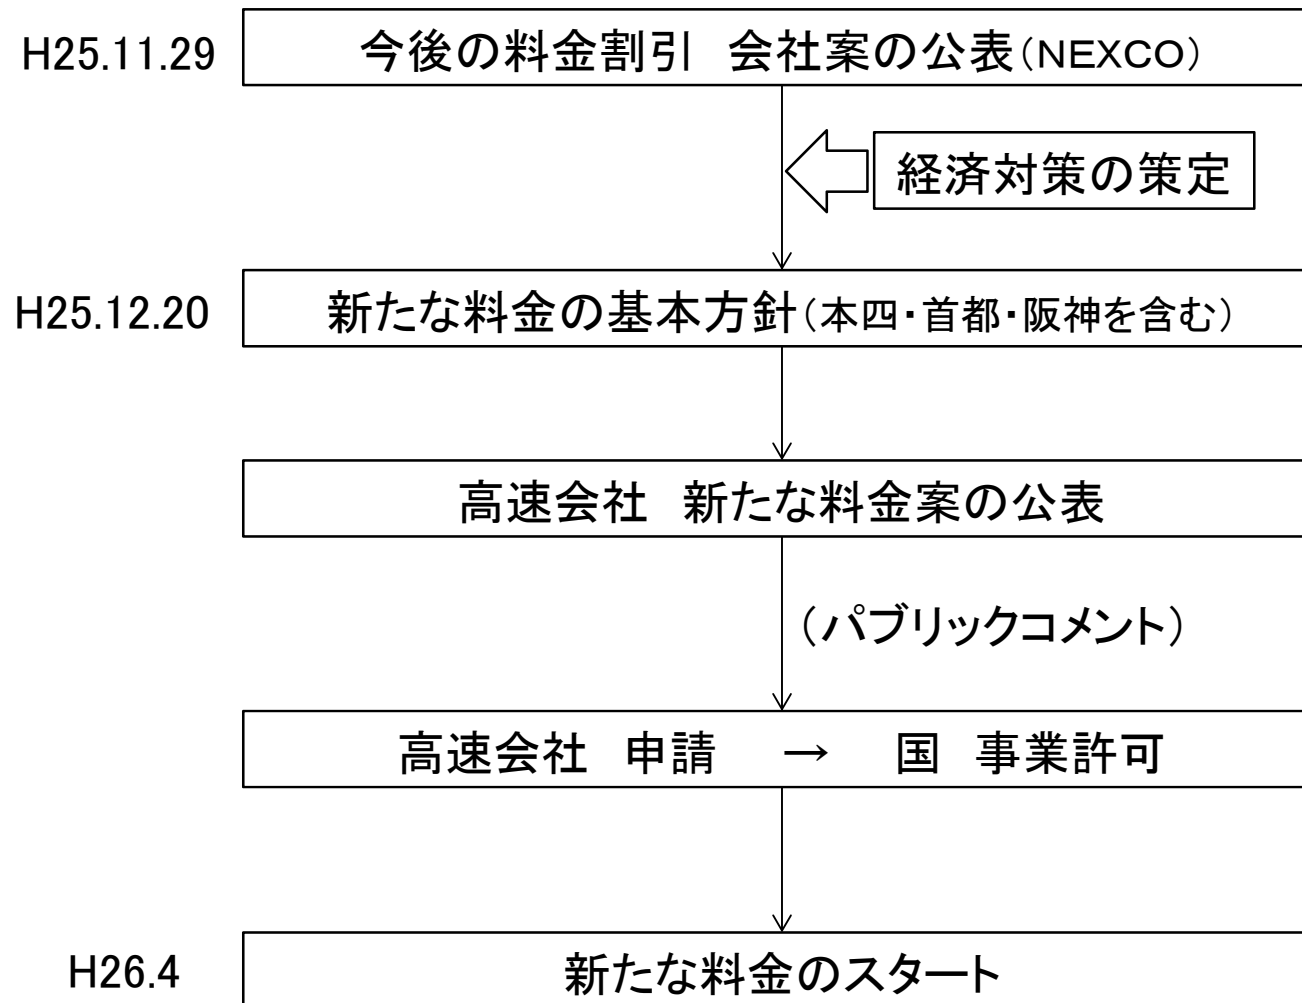 H25.11.29 今後の料金割引　会社案の公表（NEXCO）
経済対策の策定
H25.12.20 新たな料金の基本方針（本四・首都・阪神を含む）
高速会社　新たな料金案の公表
（パブリックコメント）
高速会社　申請　→　国　事業許可
H26.4 新たな料金のスタート